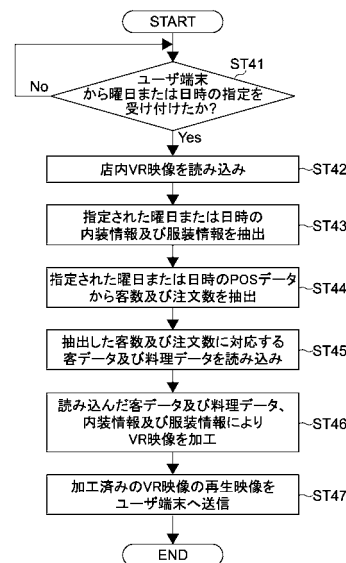 START
ST41
ユーザ端末
から曜日または日時の指定を
受け付けたか?
No
Yes
店内VR映像を読み込み
ST42
指定された曜日または日時の
内装情報及び服装情報を抽出
ST43
指定された曜日または日時のPOSデータ
から客数及び注文数を抽出
ST44
抽出した客数及び注文数に対応する
客データ及び料理データを読み込み
ST45
読み込んだ客データ及び料理データ、
内装情報及び服装情報により
VR映像を加工
ST46
加工済みのVR映像の再生映像を
ユーザ端末へ送信
ST47
END